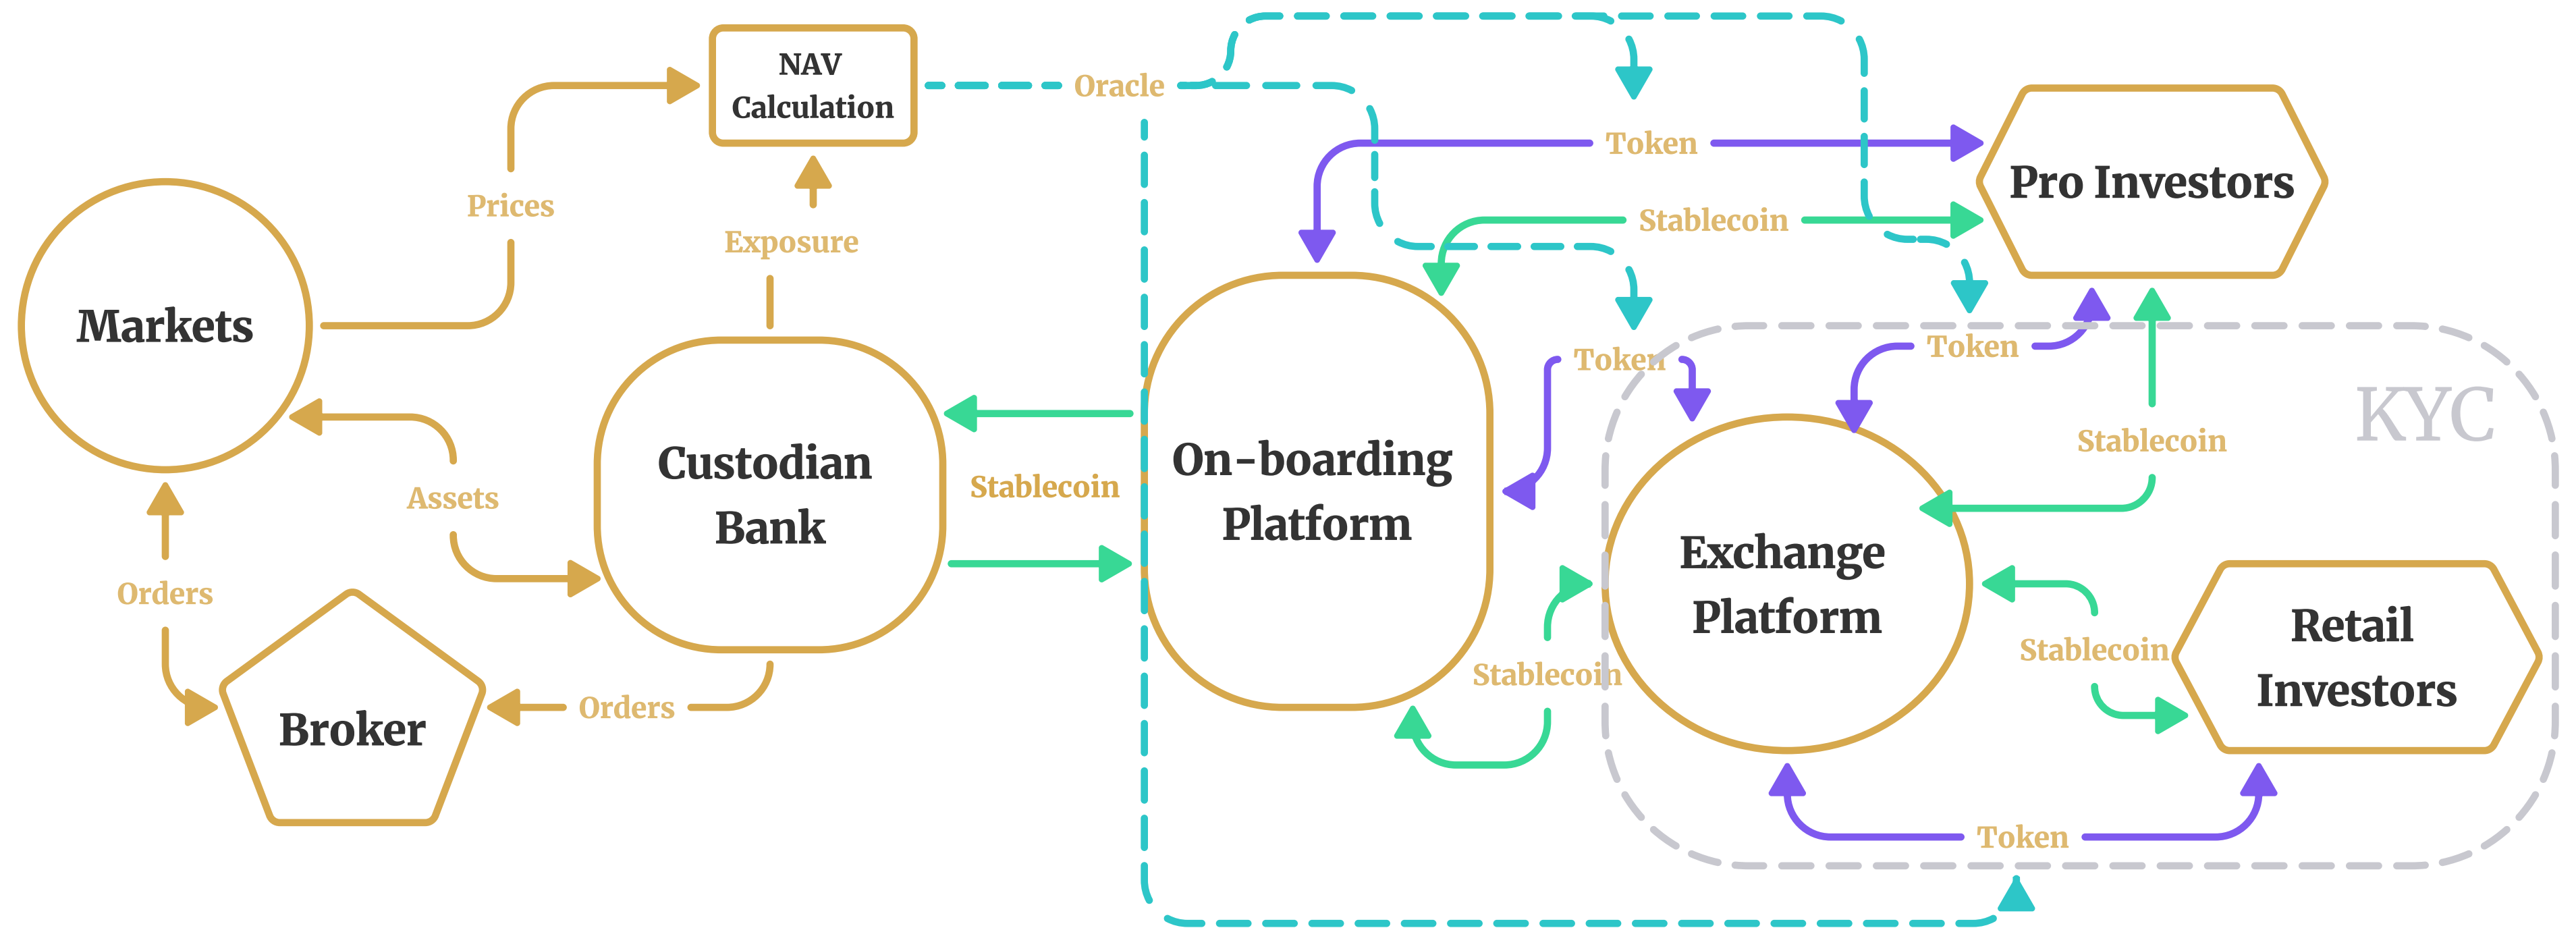 NAV
Calculation
Oracle
Token
Pro Investors
Prices
Stablecoin
Exposure
Markets
Token
Token
KYC
Stablecoin
Custodian
Bank
Stablecoin
On-boarding
Platform
Assets
Exchange
Platform
Orders
Retail
Investors
Stablecoin
Stablecoin
Orders
Broker
Token